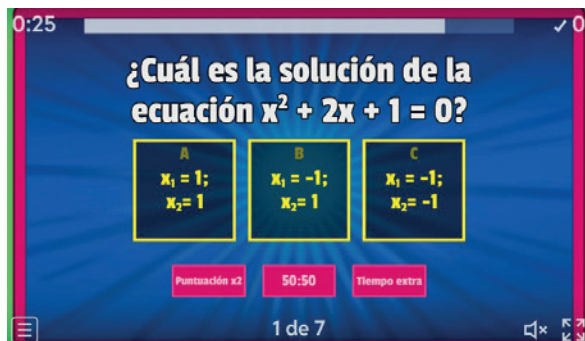 0:25
✓ 0
¿Cuál es la solución de la
ecuación x² + 2x + 1 = 0?
A
x₁ = 1;
x₂= 1
B
x₁ = -1;
x₂= 1
C
x₁ = -1;
x₂= -1
Puntuación x2
50:50
Tiempo extra
1 de 7